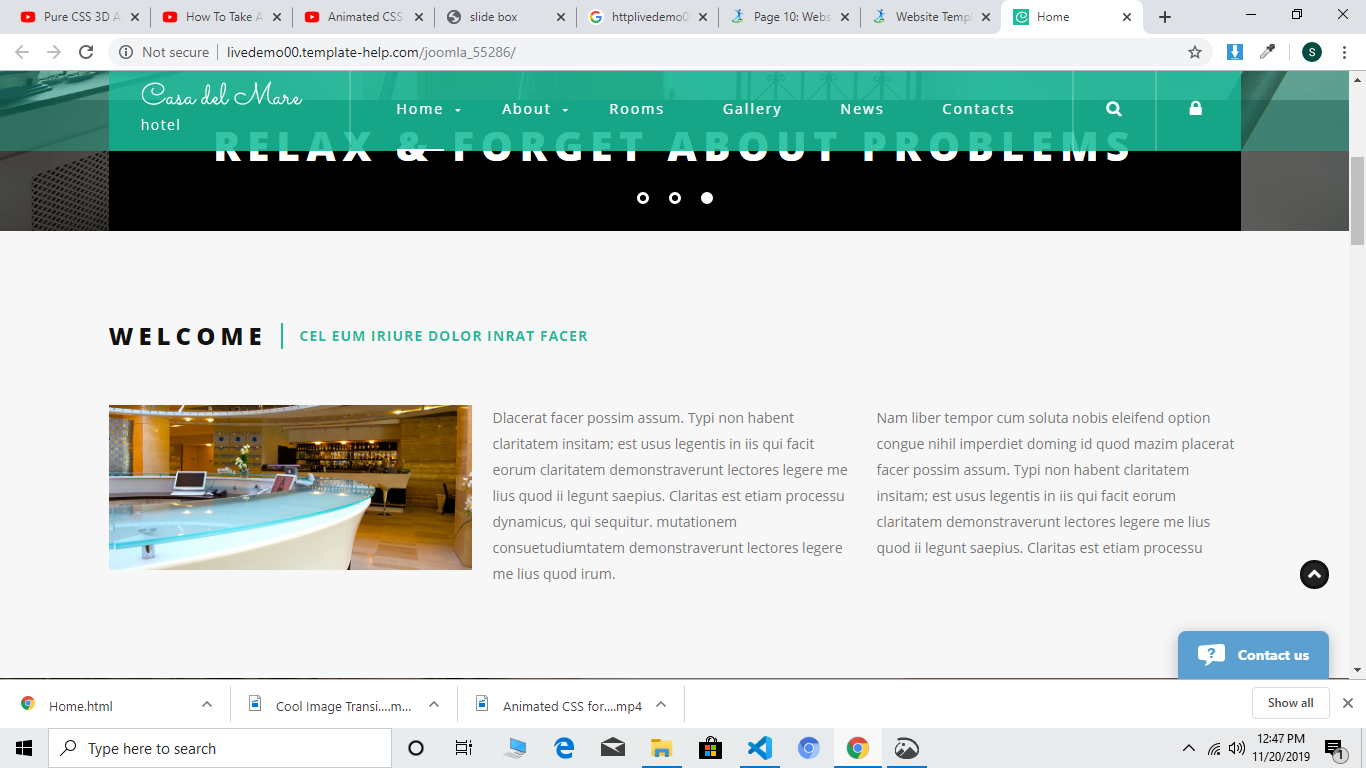 Pure CSS 3D A
How To Take A
Animated CSS
slide box
httplivedemo0
Page 10: Webs
Website Templ
Home
Not secure
livedemo00.template-help.com/joomla_55286/
S
Casa del Mare
hotel
Home
About
Rooms
Gallery
News
Contacts
RELAX & FORGET ABOUT PROBLEMS
WELCOME
CEL EUM IRIURE DOLOR INRAT FACER
Dlacerat facer possim assum. Typi non habent
claritatem insitam; est usus legentis in iis qui facit
eorum claritatem demonstraverunt lectores legere me
lius quod ii legunt saepius. Claritas est etiam processu
dynamicus, qui sequitur. mutationem
consuetudiumtatem demonstraverunt lectores legere
me lius quod irum.
Nam liber tempor cum soluta nobis eleifend option
congue nihil imperdiet doming id quod mazim placerat
facer possim assum. Typi non habent claritatem
insitam; est usus legentis in iis qui facit eorum
claritatem demonstraverunt lectores legere me lius
quod ii legunt saepius. Claritas est etiam processu
Contact us
Home.html
Cool Image Transi....m...
Animated CSS for....mp4
Show all
Type here to search
12:47 PM
11/20/2019
1